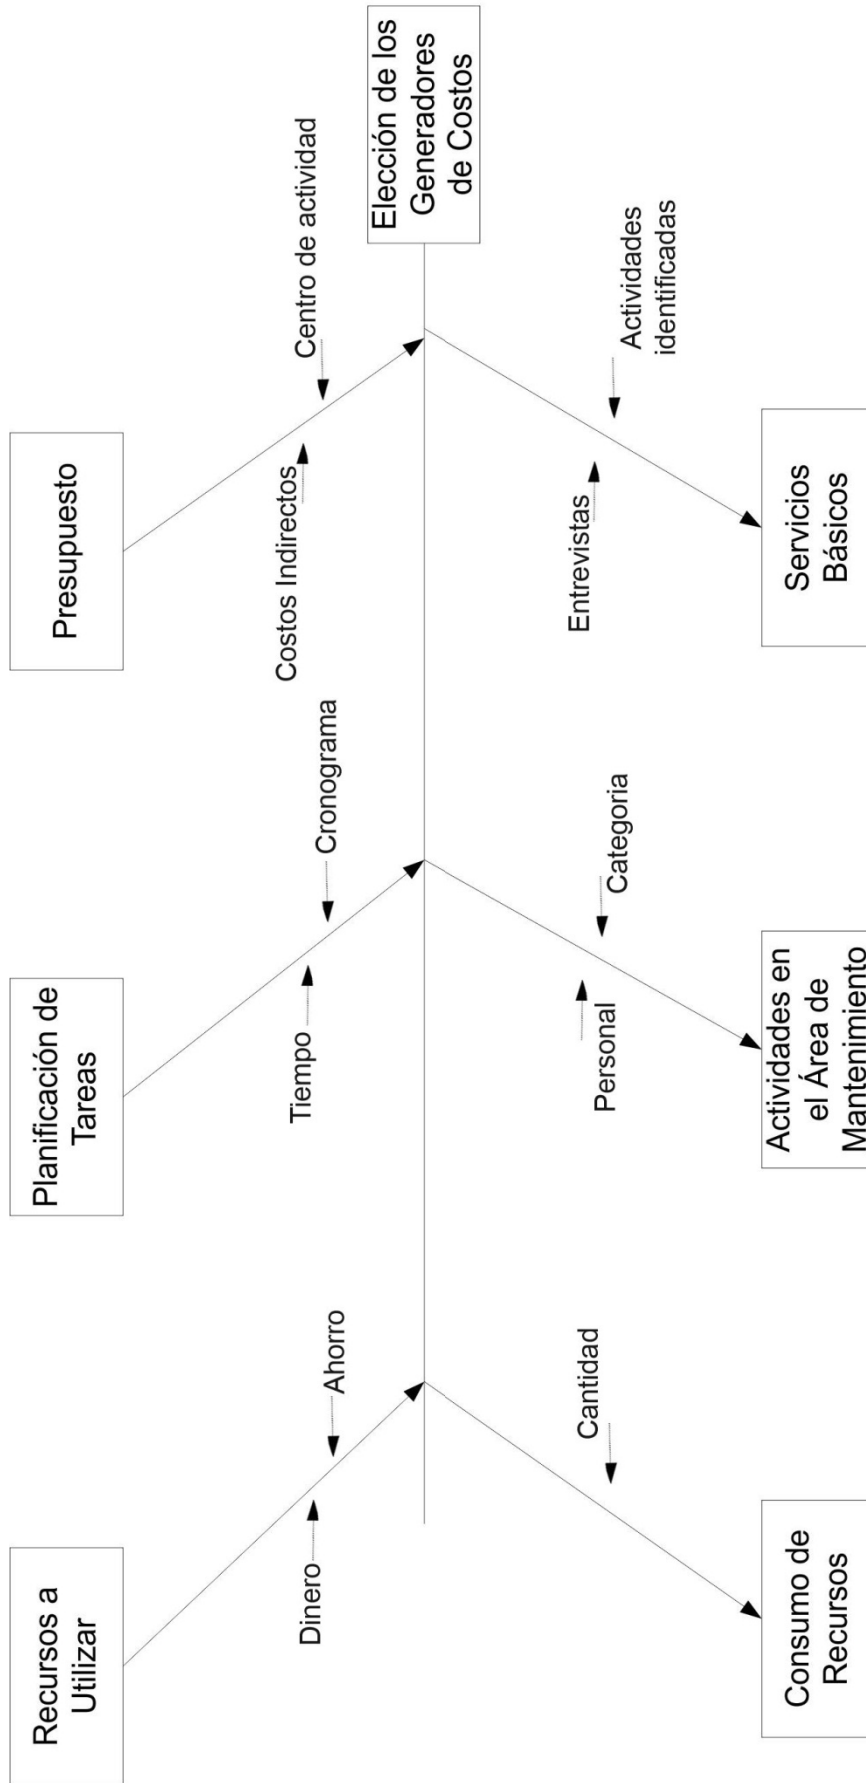 Recursos a
Utilizar
Planificación de
Tareas
Presupuesto
Dinero
Ahorro
Tiempo
Cronograma
Costos Indirectos
Centro de actividad
Elección de los
Generadores
de Costos
Cantidad
Personal
Categoria
Entrevistas
Actividades
identificadas
Consumo de
Recursos
Actividades en
el Área de
Mantenimiento
Servicios
Básicos